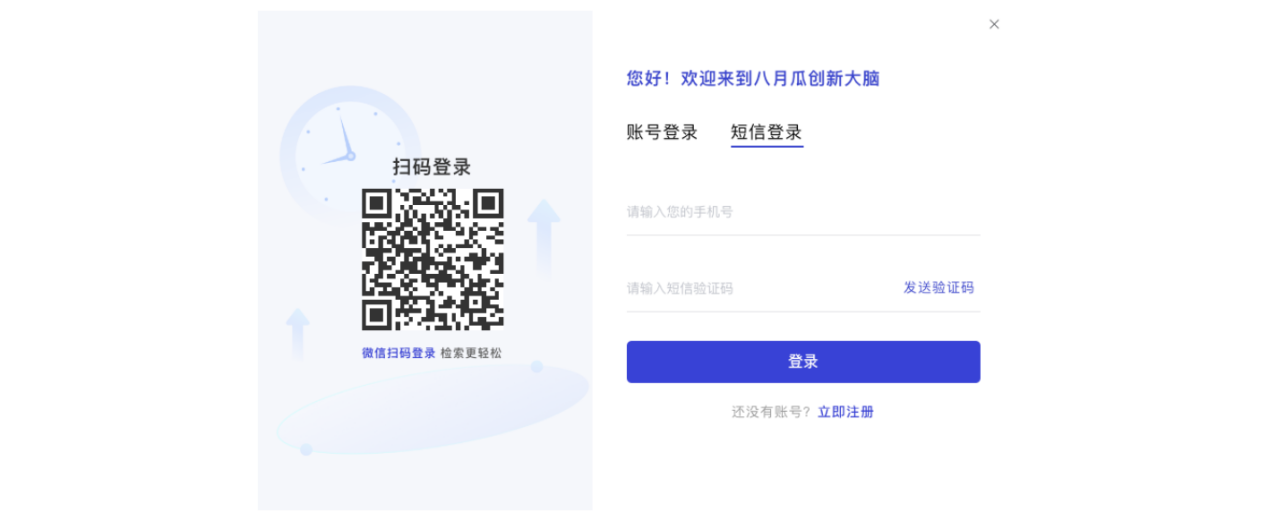 扫码登录
微信扫码登录 检索更轻松
您好！欢迎来到八月瓜创新大脑
账号登录 短信登录
请输入您的手机号
请输入短信验证码 发送验证码
登录
还没有账号？立即注册